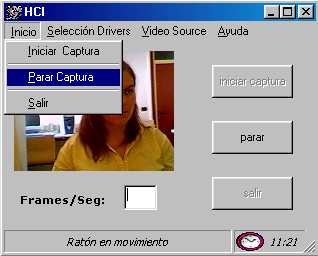 HCI
Inicio Selección Drivers Video Source Ayuda
Iniciar Captura
Parar Captura
Salir
iniciar captura
parar
salir
Frames/Seg:
Ratón en movimiento 11:21